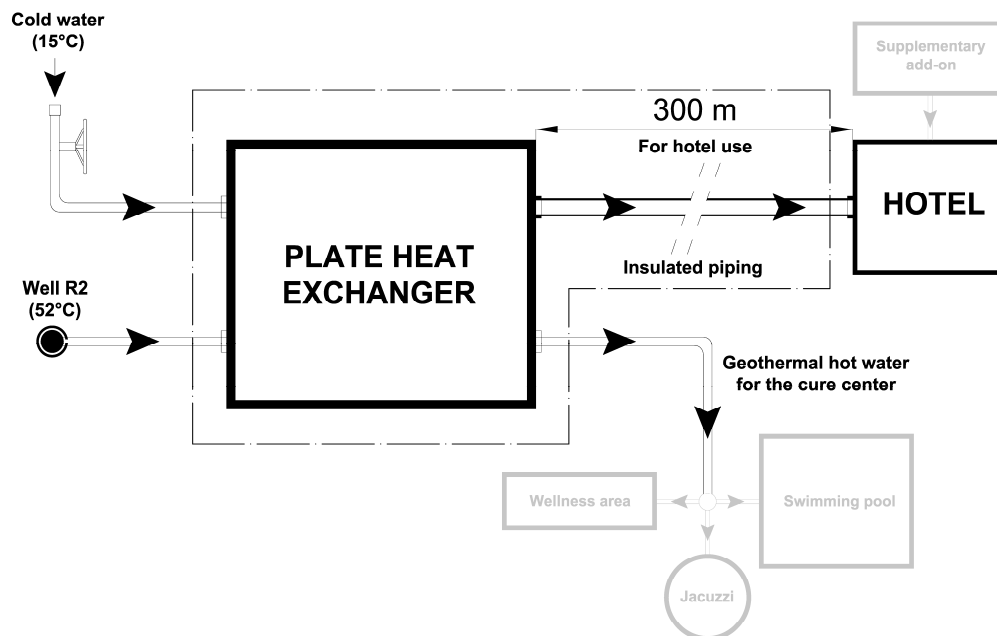 Cold water
(15°C)
Supplementary
add-on
300 m
For hotel use
HOTEL
PLATE HEAT
EXCHANGER
Insulated piping
Well R2
(52°C)
Geothermal hot water
for the cure center
Wellness area
Swimming pool
Jacuzzi